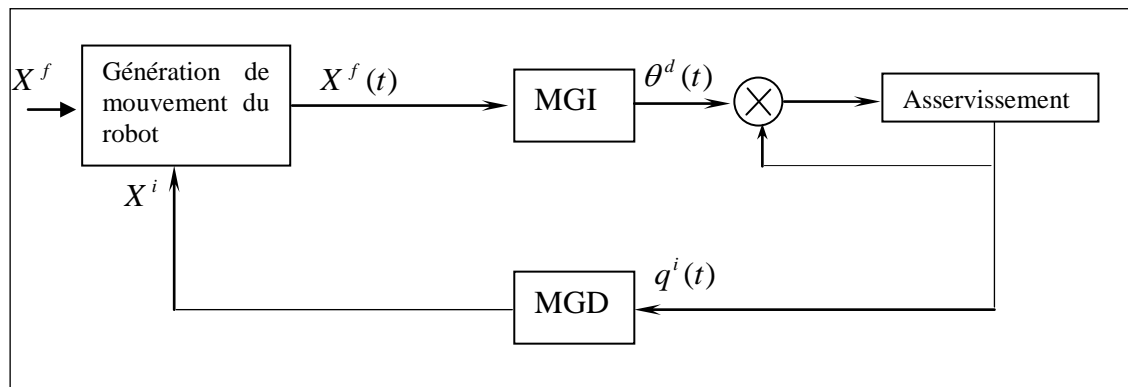 X^f
Génération de
mouvement du
robot
X^f(t)
MGI
θ^d(t)
Asservissement
X^i
MGD
q^i(t)